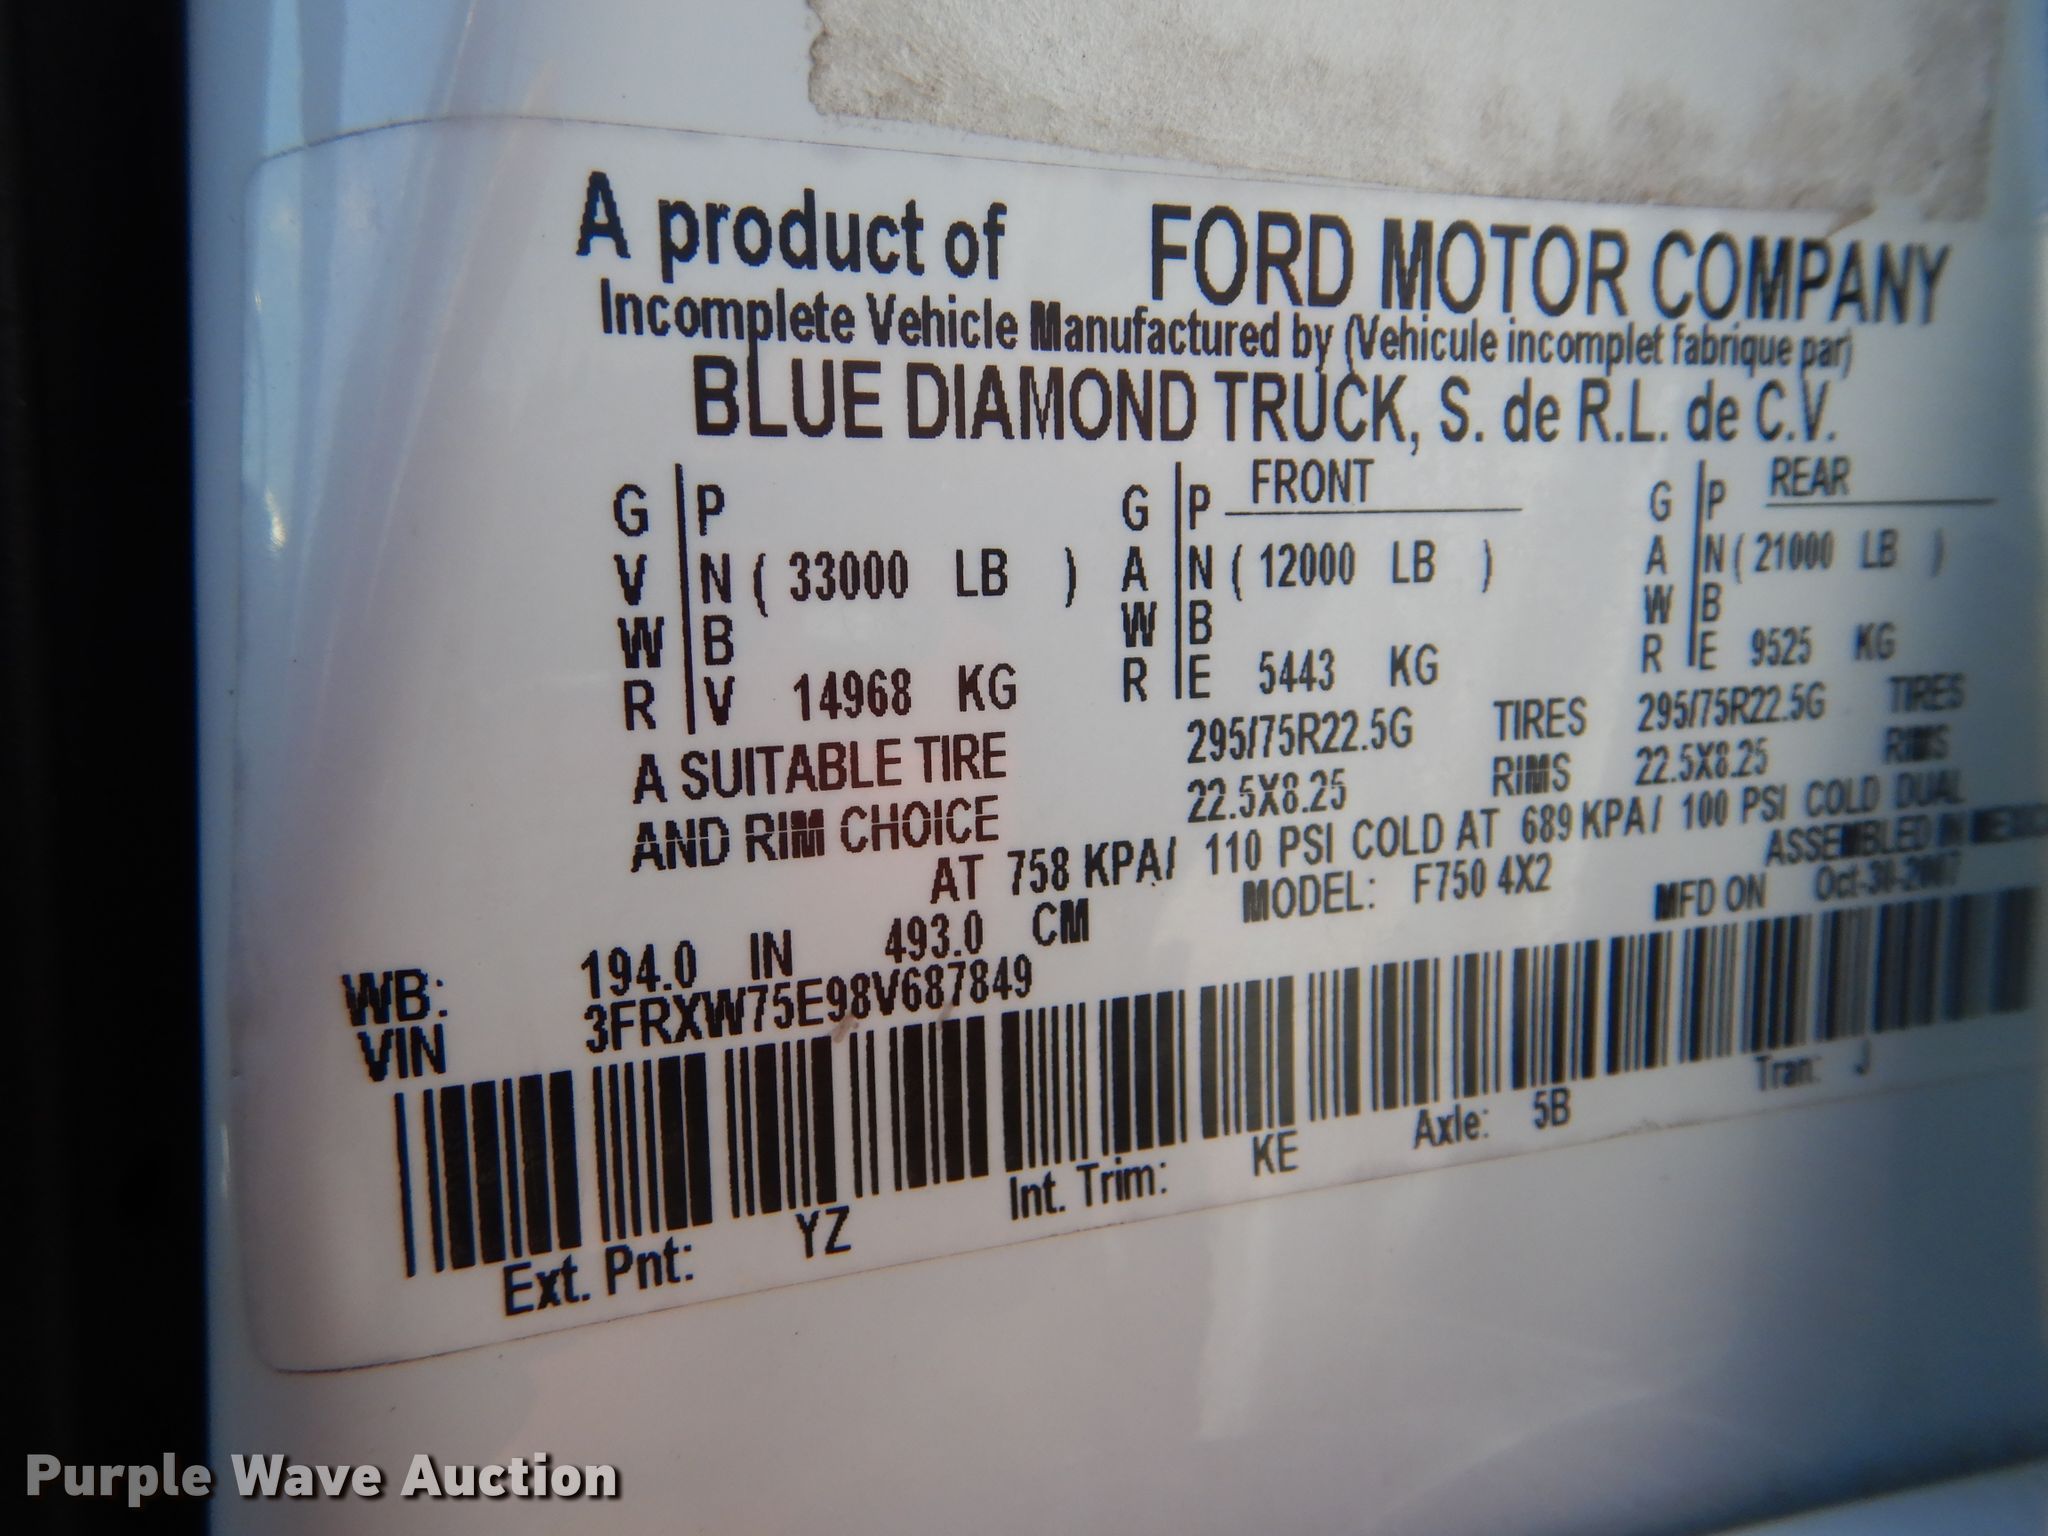 A product of FORD MOTOR COMPANY
Incomplete Vehicle Manufactured by (Vehicule incomplet fabrique par)
BLUE DIAMOND TRUCK, S. de R.L. de C.V.
G P G P FRONT G P REAR
V N ( 33000 LB ) A N ( 12000 LB ) A N ( 21000 LB )
W B W B W B
R V 14968 KG R E 5443 KG R E 9525 KG
A SUITABLE TIRE 295/75R22.5G TIRES 295/75R22.5G TIRES
AND RIM CHOICE 22.5X8.25 RIMS 22.5X8.25 RIMS
AT 758 KPA/ 110 PSI COLD AT 689 KPA/ 100 PSI COLD DUAL
ASSEMBLED IN MEXICO
WB: 194.0 IN 493.0 CM MODEL: F750 4X2 MFD ON Oct-30-2007
VIN 3FRXW75E98V687849
Ext. Pnt: YZ Int. Trim: KE Axle: 5B Tran: J
Purple Wave Auction